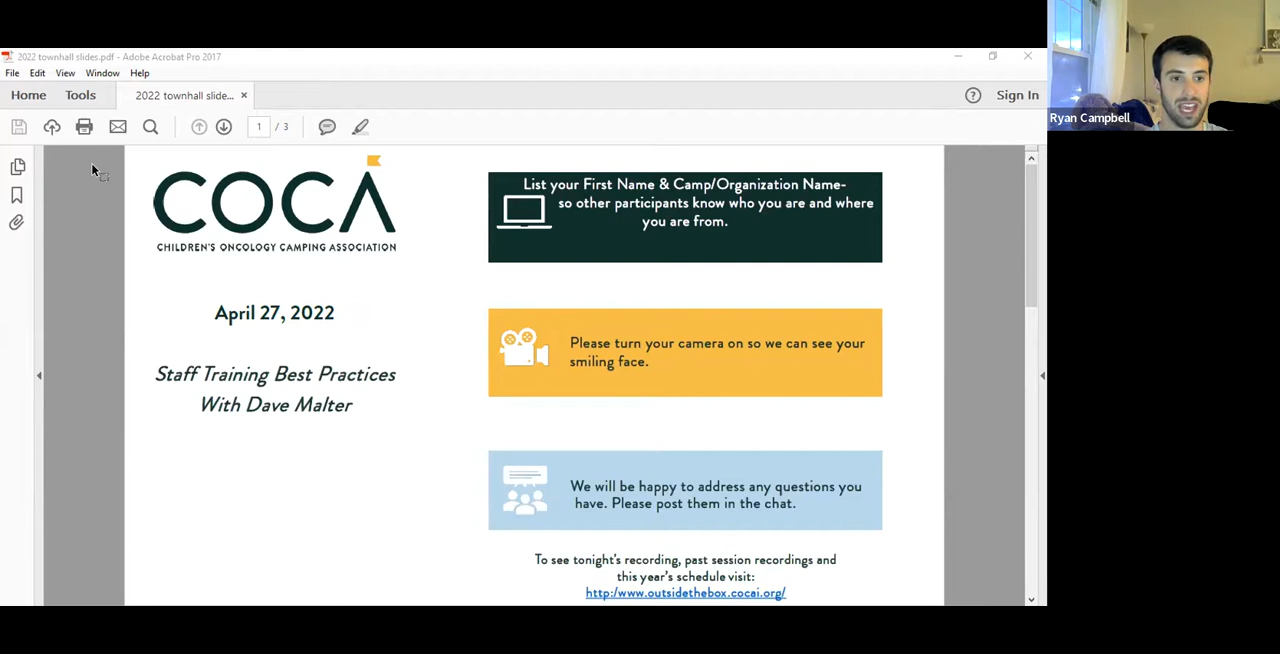 2022 townhall slides.pdf - Adobe Acrobat Pro 2017
File Edit View Window Help
Home Tools 2022 townhall slide... ×
? Sign In
1 / 3
COCA
CHILDREN'S ONCOLOGY CAMPING ASSOCIATION
April 27, 2022
Staff Training Best Practices
With Dave Malter
List your First Name & Camp/Organization Name-
so other participants know who you are and where
you are from.
Please turn your camera on so we can see your
smiling face.
We will be happy to address any questions you
have. Please post them in the chat.
To see tonight's recording, past session recordings and
this year's schedule visit:
http:/www.outsidethebox.cocai.org/
Ryan Campbell